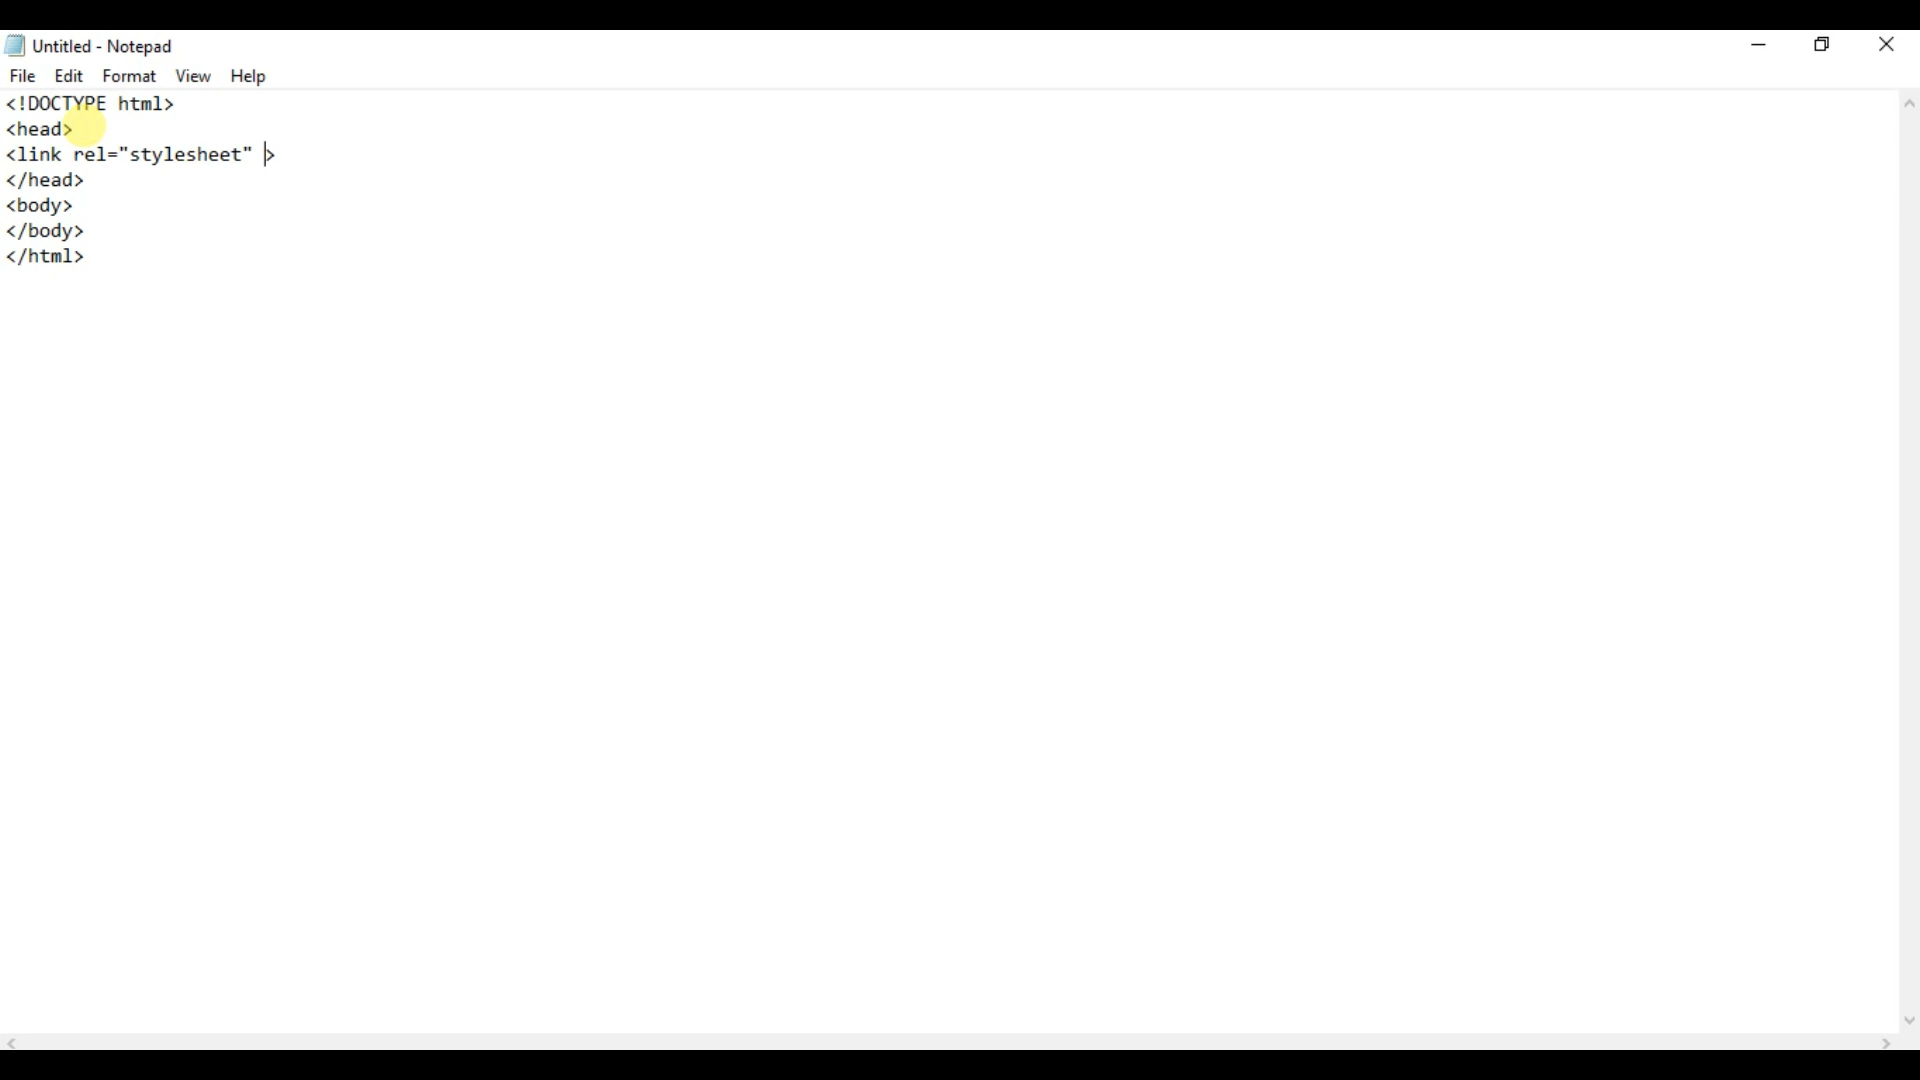 Untitled - Notepad
File Edit Format View Help
<!DOCTYPE html>
<head>
<link rel="stylesheet" >
</head>
<body>
</body>
</html>